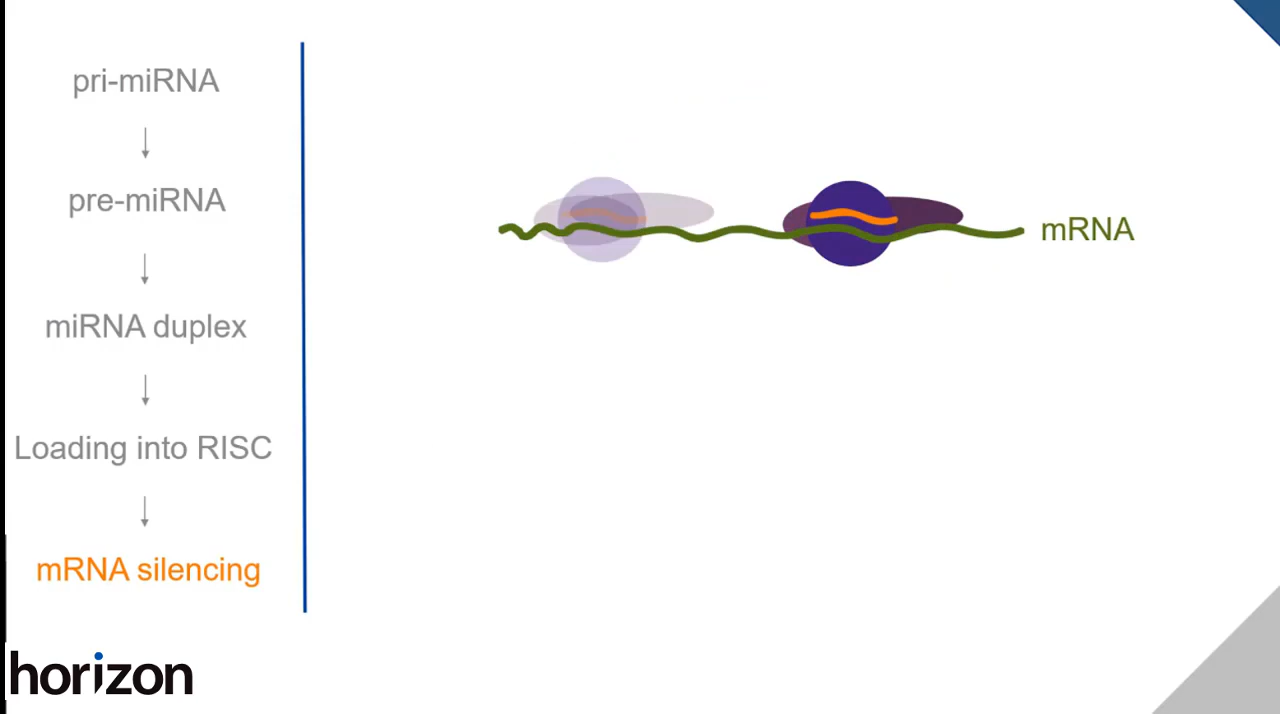 pri-miRNA
pre-miRNA
miRNA duplex
Loading into RISC
mRNA silencing
mRNA
horizon